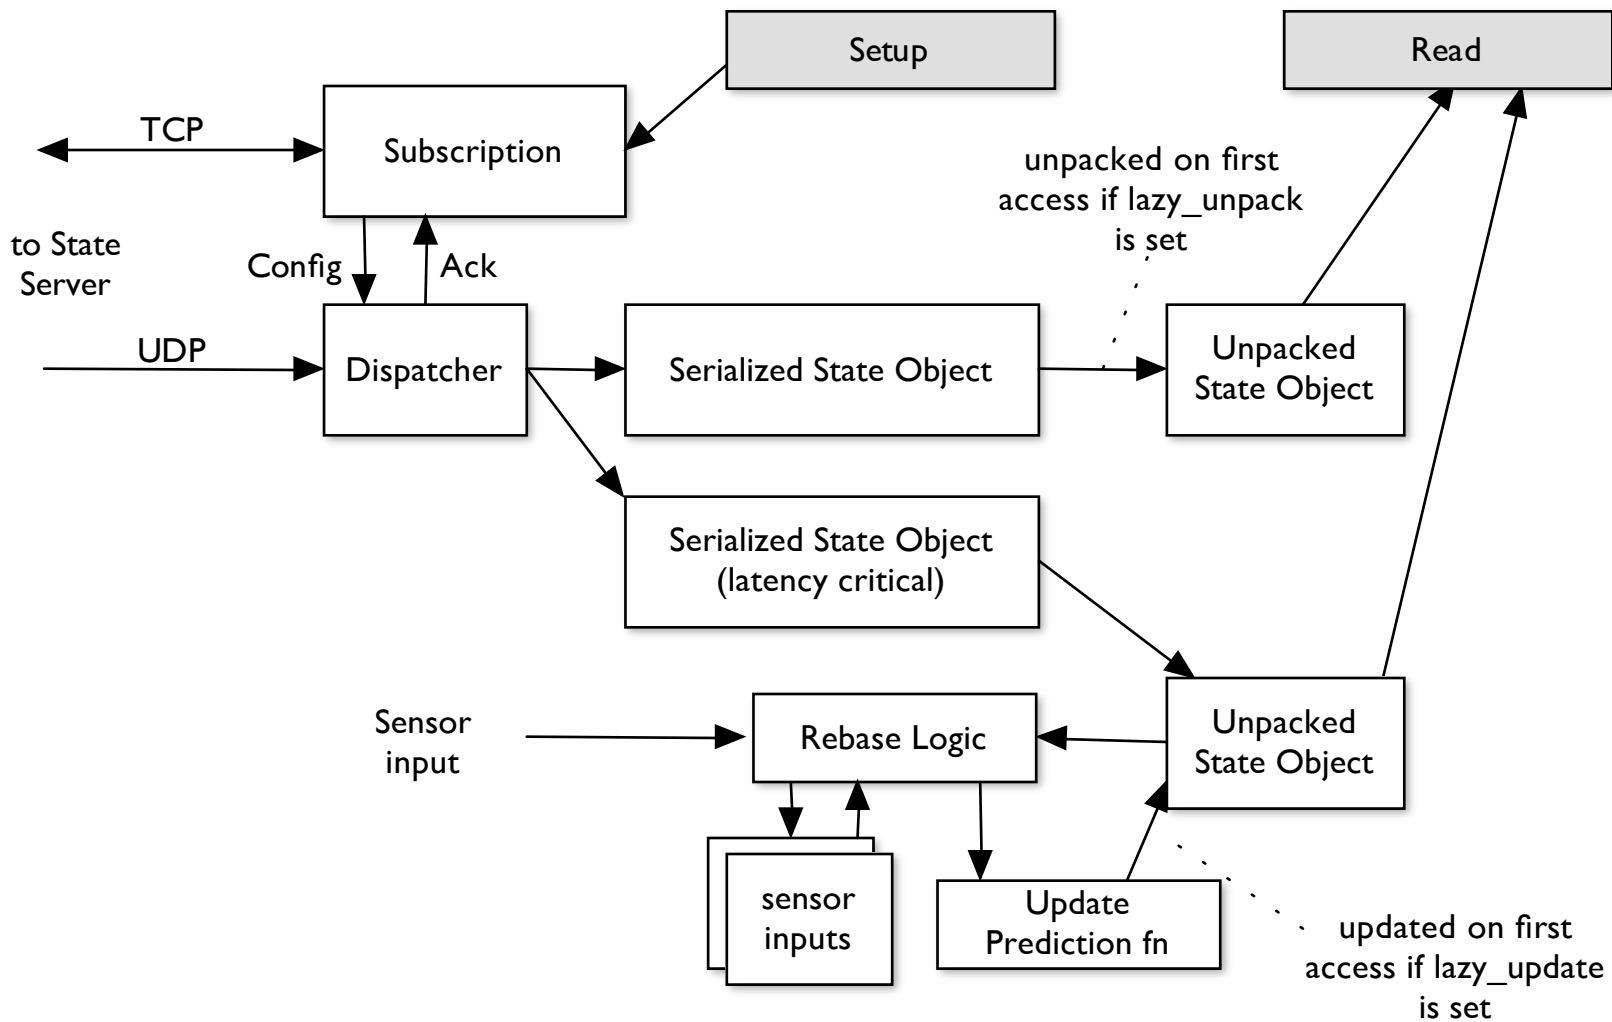 Setup
Read
TCP
Subscription
unpacked on first
access if lazy_unpack
is set
to State
Server
Config
Ack
UDP
Dispatcher
Serialized State Object
Unpacked
State Object
Serialized State Object
(latency critical)
Sensor
input
Rebase Logic
Unpacked
State Object
sensor
inputs
Update
Prediction fn
updated on first
access if lazy_update
is set